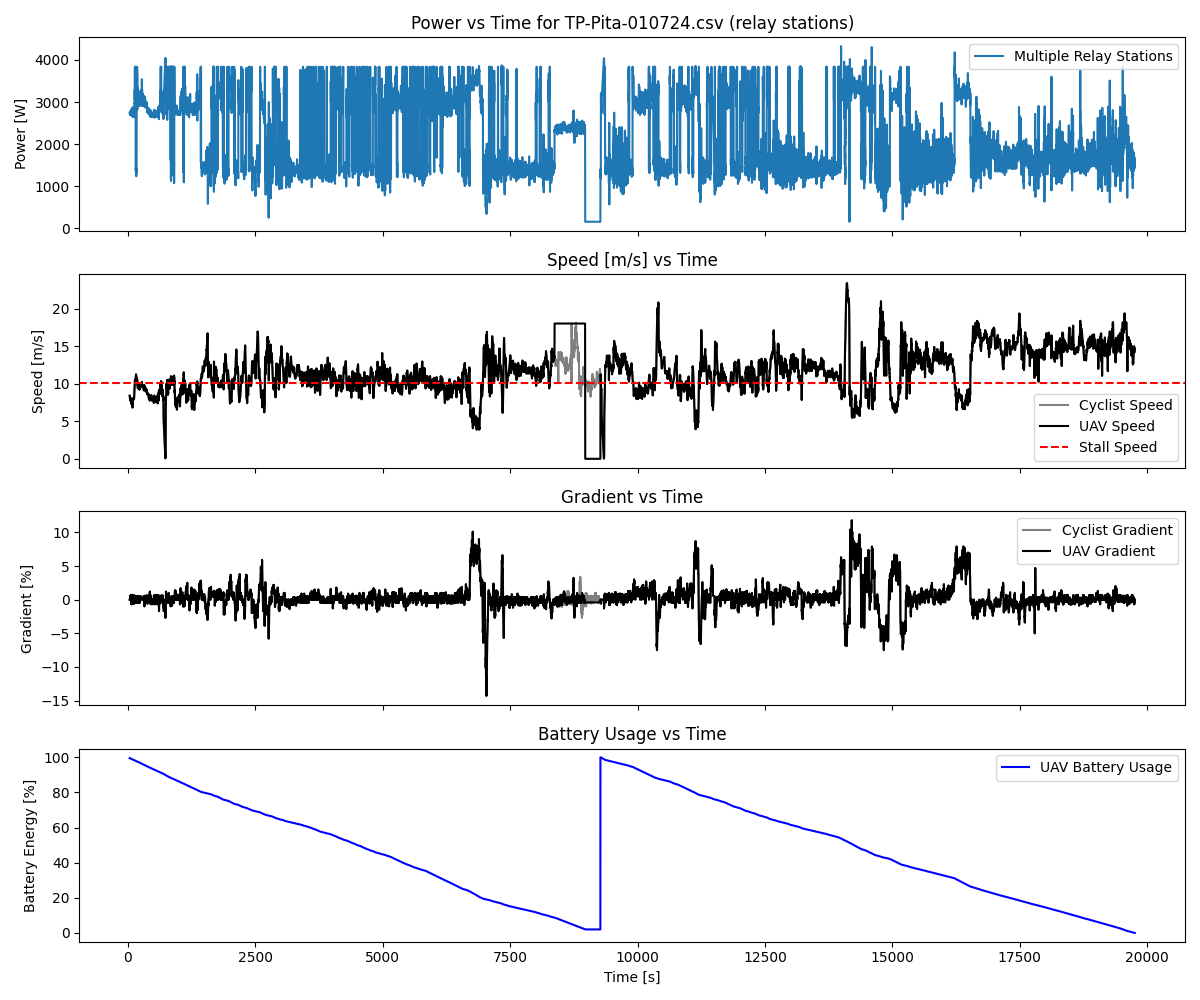 Power vs Time for TP-Pita-010724.csv (relay stations)
Power [W]
4000
3000
2000
1000
0
Multiple Relay Stations
Speed [m/s] vs Time
Speed [m/s]
20
15
10
5
0
Cyclist Speed
UAV Speed
Stall Speed
Gradient vs Time
Gradient [%]
10
5
0
−5
−10
−15
Cyclist Gradient
UAV Gradient
Battery Usage vs Time
Battery Energy [%]
100
80
60
40
20
0
UAV Battery Usage
0 2500 5000 7500 10000 12500 15000 17500 20000
Time [s]